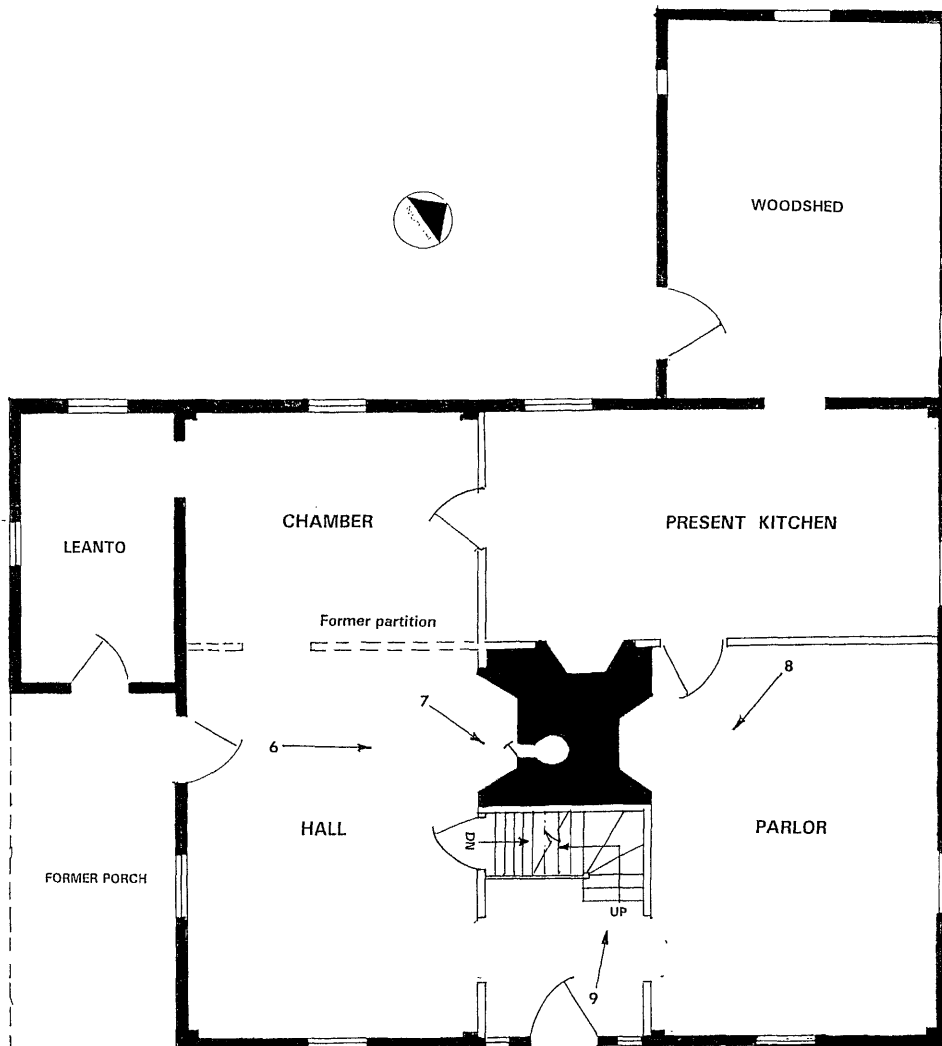 WOODSHED
CHAMBER
PRESENT KITCHEN
LEANTO
Former partition
8
7
6
HALL
DN
PARLOR
FORMER PORCH
UP
9